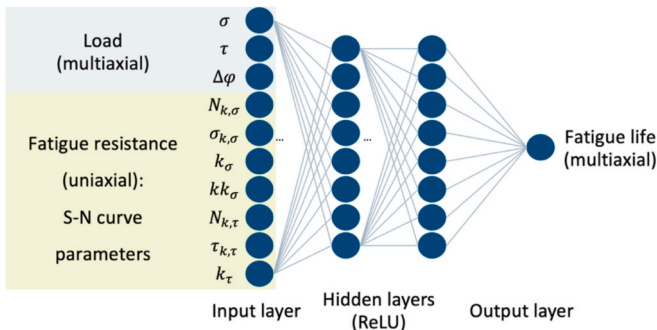 Load
(multiaxial)
σ
τ
Δφ
Fatigue resistance
(uniaxial):
S-N curve
parameters
N_{k,σ}
σ_{k,σ}
k_σ
kk_σ
N_{k,τ}
τ_{k,τ}
k_τ
...
...
Fatigue life
(multiaxial)
Input layer
Hidden layers
(ReLU)
Output layer